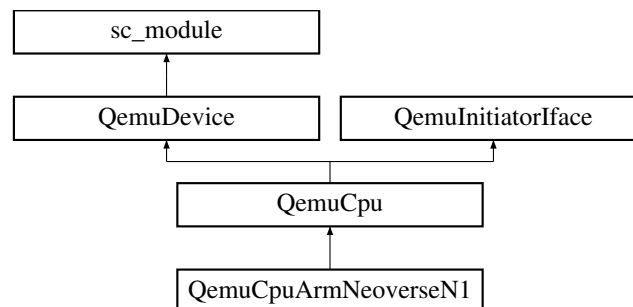 sc_module
QemuDevice
QemuInitiatorIface
QemuCpu
QemuCpuArmNeoverseN1